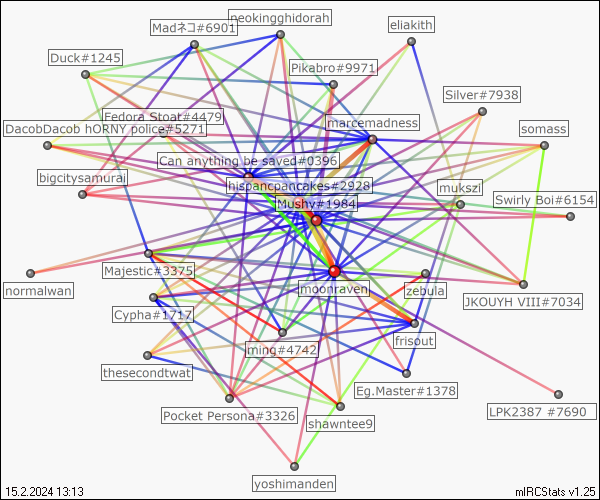 neokingghidorah
Madネコ#6901
eliakith
Duck#1245
Pikabro#9971
Silver#7938
Fedora Stoat#4479
marcemadness
DacobDacob hORNY police#5271
somass
Can anything be saved#0396
bigcitysamurai
hispancpancakes#2928
mukszi
Swirly Boi#6154
Mushy#1984
Majestic#3375
normalwan
moonraven
zebula
JKOUYH VIII#7034
Cypha#1717
frisout
ming#4742
thesecondtwat
Eg.Master#1378
Pocket Persona#3326
LPK2387 #7690
shawntee9
yoshimanden
15.2.2024 13:13
mIRCStats v1.25